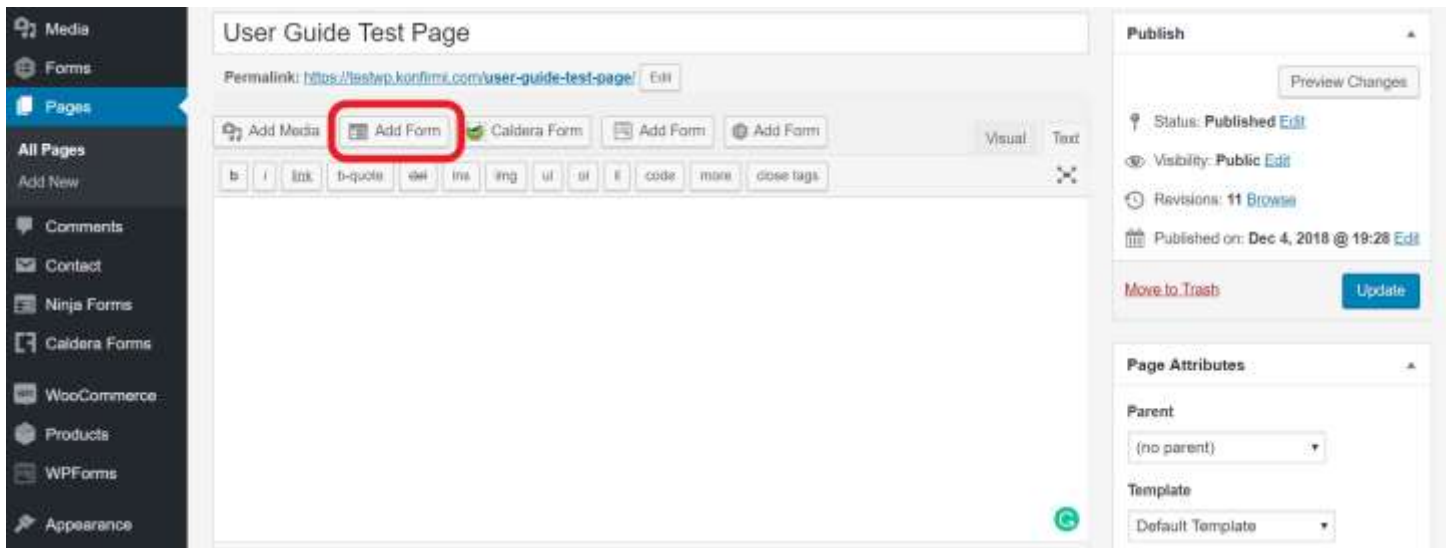 Media
Forms
Pages
All Pages
Add New
Comments
Contact
Ninja Forms
Caldera Forms
WooCommerce
Products
WPForms
Appearance
User Guide Test Page
Permalink: https://testwp.konfirmi.com/user-guide-test-page/ Edit
Add Media Add Form Caldera Form Add Form Add Form Visual Text
b i link b-quote del ins img ul ol li code more close tags
Publish
Preview Changes
Status: Published Edit
Visibility: Public Edit
Revisions: 11 Browse
Published on: Dec 4, 2018 @ 19:28 Edit
Move to Trash Update
Page Attributes
Parent
(no parent)
Template
Default Template